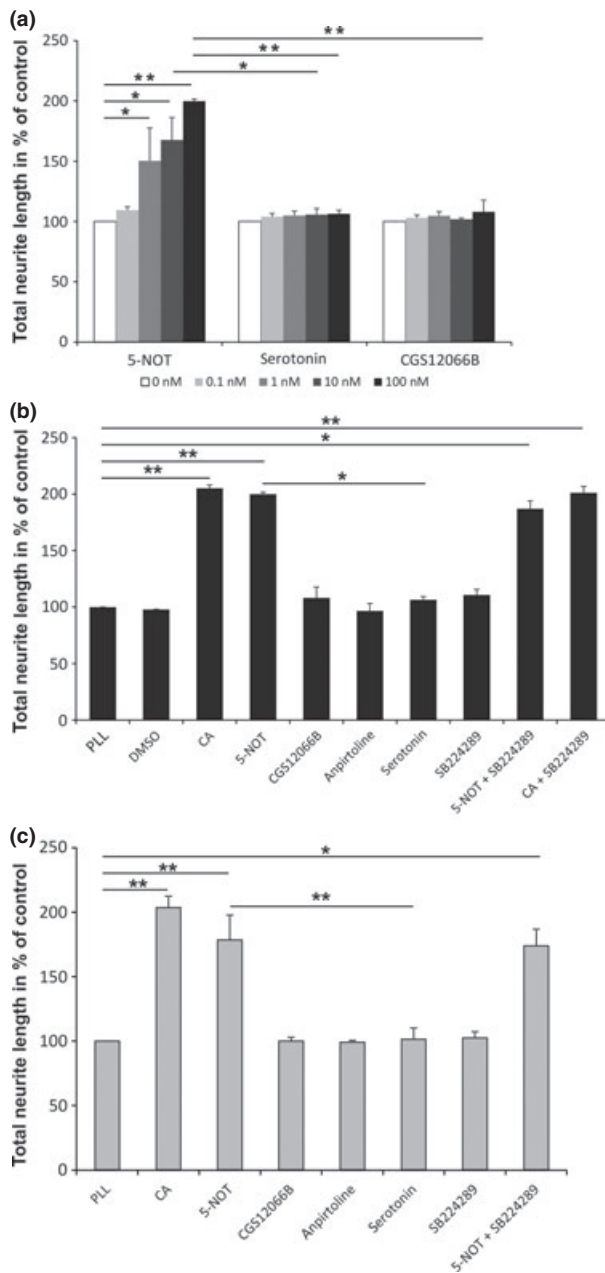 (a)
Total neurite length in % of control
250
200
150
100
50
0
**
**
*
**
*
*
5-NOT Serotonin CGS12066B
0 nM 0.1 nM 1 nM 10 nM 100 nM
(b)
Total neurite length in % of control
250
200
150
100
50
0
**
*
**
**
*
PLL
DMSO
CA
5-NOT
CGS12066B
Anpirtoline
Serotonin
SB224289
5-NOT + SB224289
CA + SB224289
(c)
Total neurite length in % of control
250
200
150
100
50
0
*
**
**
**
PLL
CA
5-NOT
CGS12066B
Anpirtoline
Serotonin
SB224289
5-NOT + SB224289